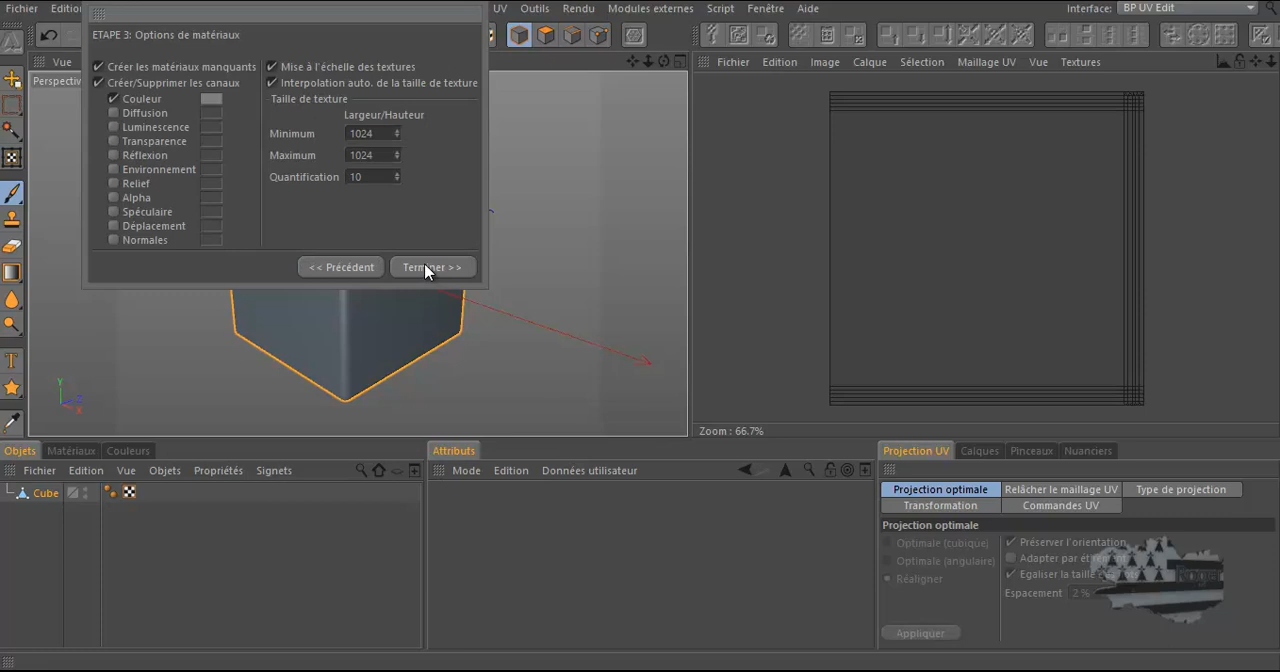 Fichier Edition UV Outils Rendu Modules externes Script Fenêtre Aide Interface: BP UV Edit
ETAPE 3: Options de matériaux
Créer les matériaux manquants Mise à l'échelle des textures
Créer/Supprimer les canaux Interpolation auto. de la taille de texture
Couleur Taille de texture
Diffusion Largeur/Hauteur
Luminescence Minimum 1024
Transparence
Réflexion Maximum 1024
Environnement
Relief Quantification 10
Alpha
Spéculaire
Déplacement
Normales
<< Précédent Terminer >>
Vue
Perspectiv
Y
Z
X
Fichier Edition Image Calque Sélection Maillage UV Vue Textures
Zoom : 66.7%
Objets Matériaux Couleurs
Fichier Edition Vue Objets Propriétés Signets
Cube
Attributs
Mode Edition Données utilisateur
Projection UV Calques Pinceaux Nuanciers
Projection optimale Relâcher le maillage UV Type de projection
Transformation Commandes UV
Projection optimale
Optimale (cubique) Préserver l'orientation
Optimale (angulaire) Adapter par
Réaligner Egaliser la taille
Espacement 2 %
Appliquer